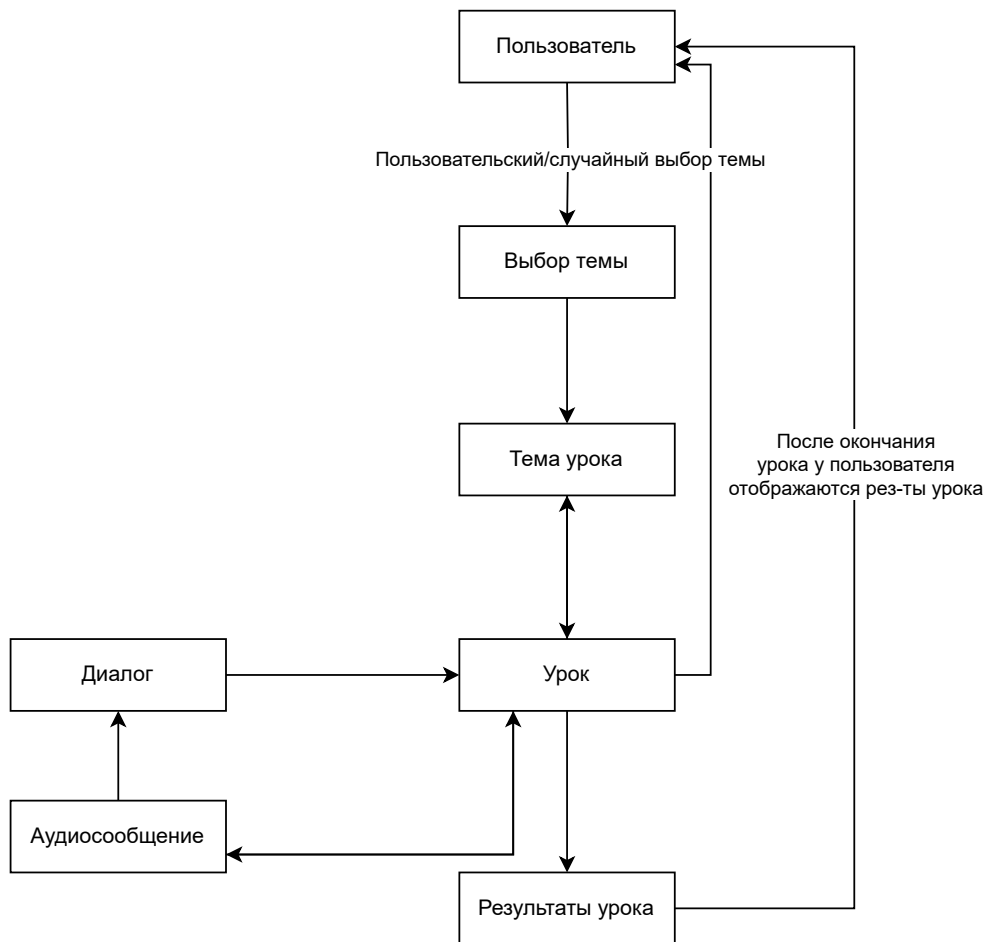 Пользователь
Пользовательский/случайный выбор темы
Выбор темы
Тема урока
После окончания
урока у пользователя
отображаются рез-ты урока
Диалог
Урок
Аудиосообщение
Результаты урока